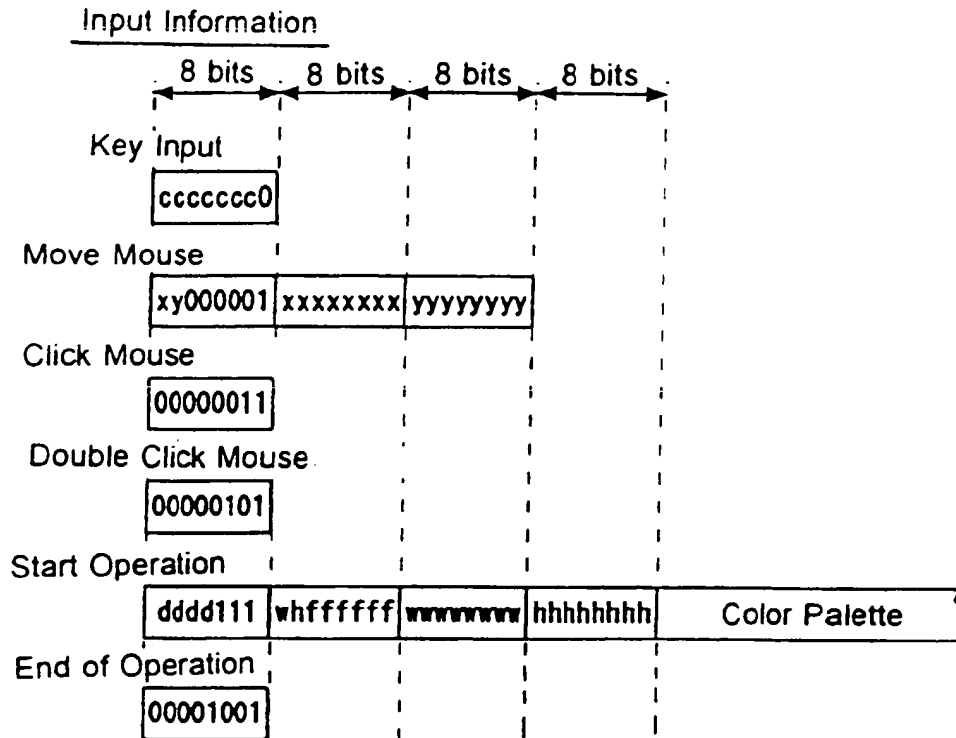 Input Information
8 bits 8 bits 8 bits 8 bits
Key Input
ccccccc0
Move Mouse
xy000001 xxxxxxxx yyyyyyyy
Click Mouse
00000011
Double Click Mouse
00000101
Start Operation
dddd111 whffffff wwwwwwww hhhhhhhh Color Palette
End of Operation
00001001